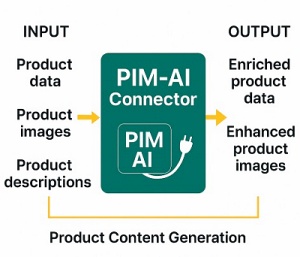 INPUT
Product
data
Product
images
Product
descriptions
PIM-AI
Connector
PIM
AI
OUTPUT
Enriched
product
data
Enhanced
product
images
Product Content Generation